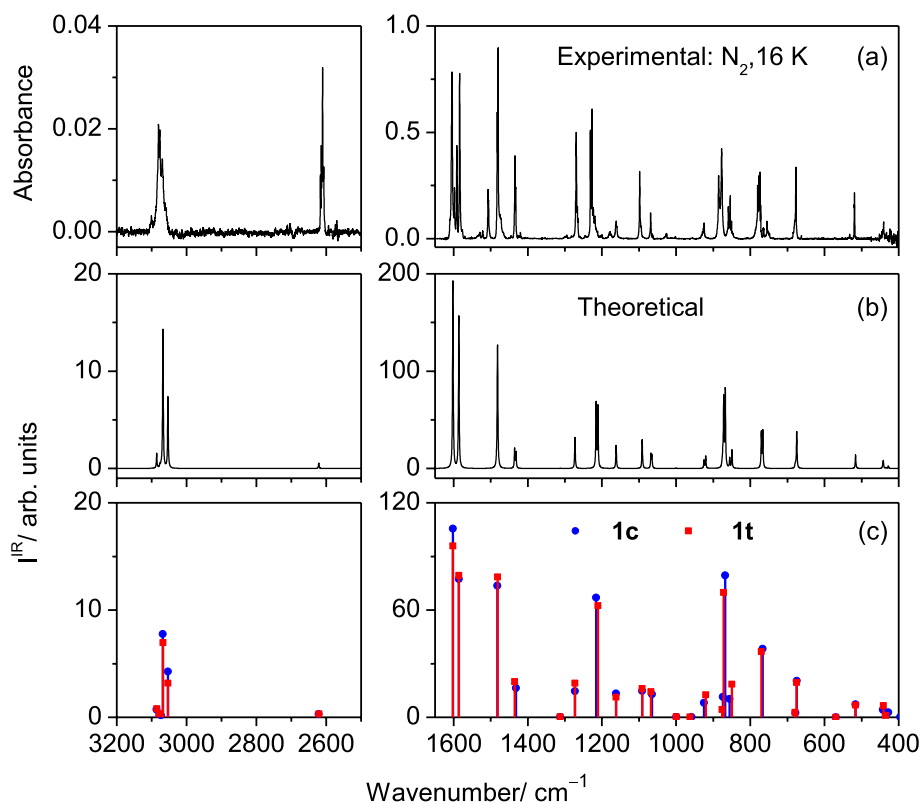 0.04
0.02
0.00
Absorbance
1.0
0.5
0.0
Experimental: N₂,16 K (a)
20
10
0
200
100
0
Theoretical (b)
20
10
0
120
60
0
1c 1t (c)
Iᴵᴿ/ arb. units
3200 3000 2800 2600
1600 1400 1200 1000 800 600 400
Wavenumber/ cm⁻¹